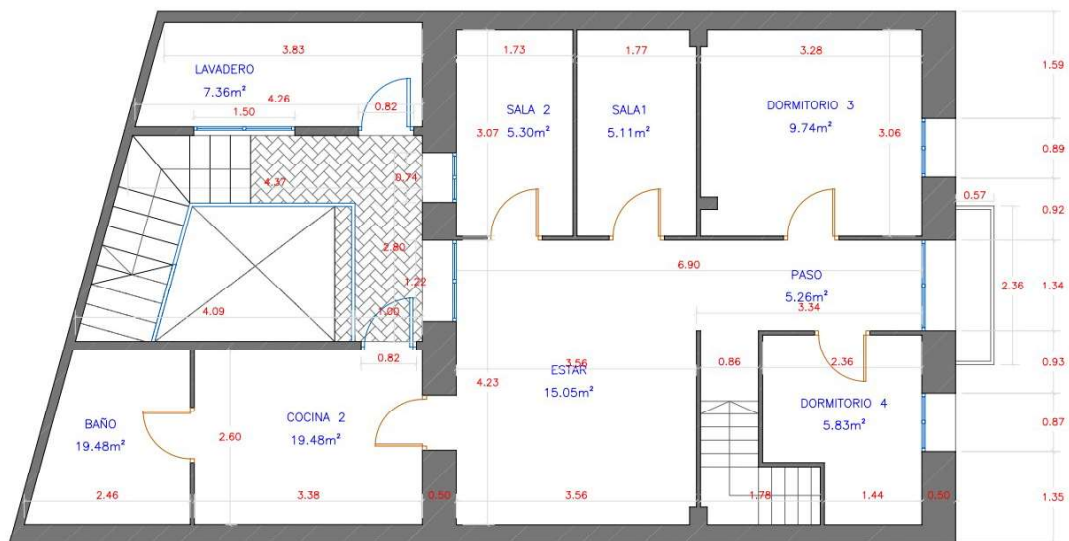 3.83
1.73
1.77
3.28
1.59
LAVADERO
7.36m²
4.26
1.50
0.82
SALA 2
5.30m²
SALA1
5.11m²
DORMITORIO 3
9.74m²
3.07
3.06
0.89
0.74
4.37
0.57
0.92
2.80
6.90
PASO
5.26m²
1.22
2.36
1.34
4.09
1.00
3.34
0.82
3.56
ESTAR
15.05m²
4.23
0.86
2.36
0.93
DORMITORIO 4
5.83m²
BAÑO
19.48m²
COCINA 2
19.48m²
2.60
0.87
2.46
3.38
0.50
3.56
1.78
1.44
0.50
1.35